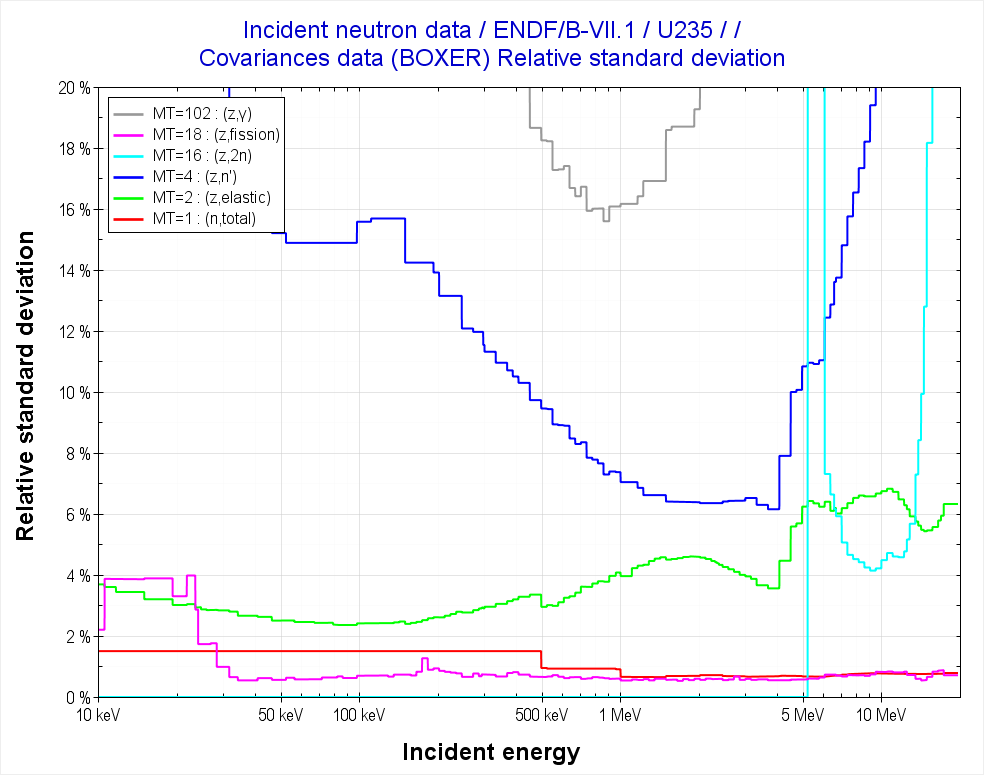 Incident neutron data / ENDF/B-VII.1 / U235 / /
Covariances data (BOXER) Relative standard deviation
20 %
18 %
16 %
14 %
12 %
10 %
8 %
6 %
4 %
2 %
0 %
Relative standard deviation
MT=102 : (z,γ)
MT=18 : (z,fission)
MT=16 : (z,2n)
MT=4 : (z,n')
MT=2 : (z,elastic)
MT=1 : (n,total)
10 keV 50 keV 100 keV 500 keV 1 MeV 5 MeV 10 MeV
Incident energy